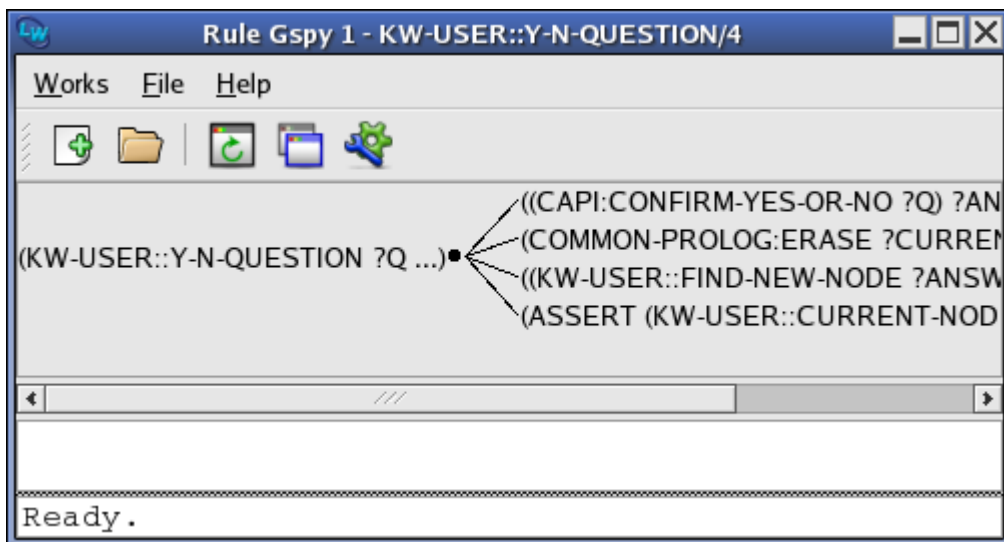 LW Rule Gspy 1 - KW-USER::Y-N-QUESTION/4
Works File Help
((CAPI:CONFIRM-YES-OR-NO ?Q) ?AN
(KW-USER::Y-N-QUESTION ?Q ...)
(COMMON-PROLOG:ERASE ?CURREN
((KW-USER::FIND-NEW-NODE ?ANSW
(ASSERT (KW-USER::CURRENT-NOD
Ready.